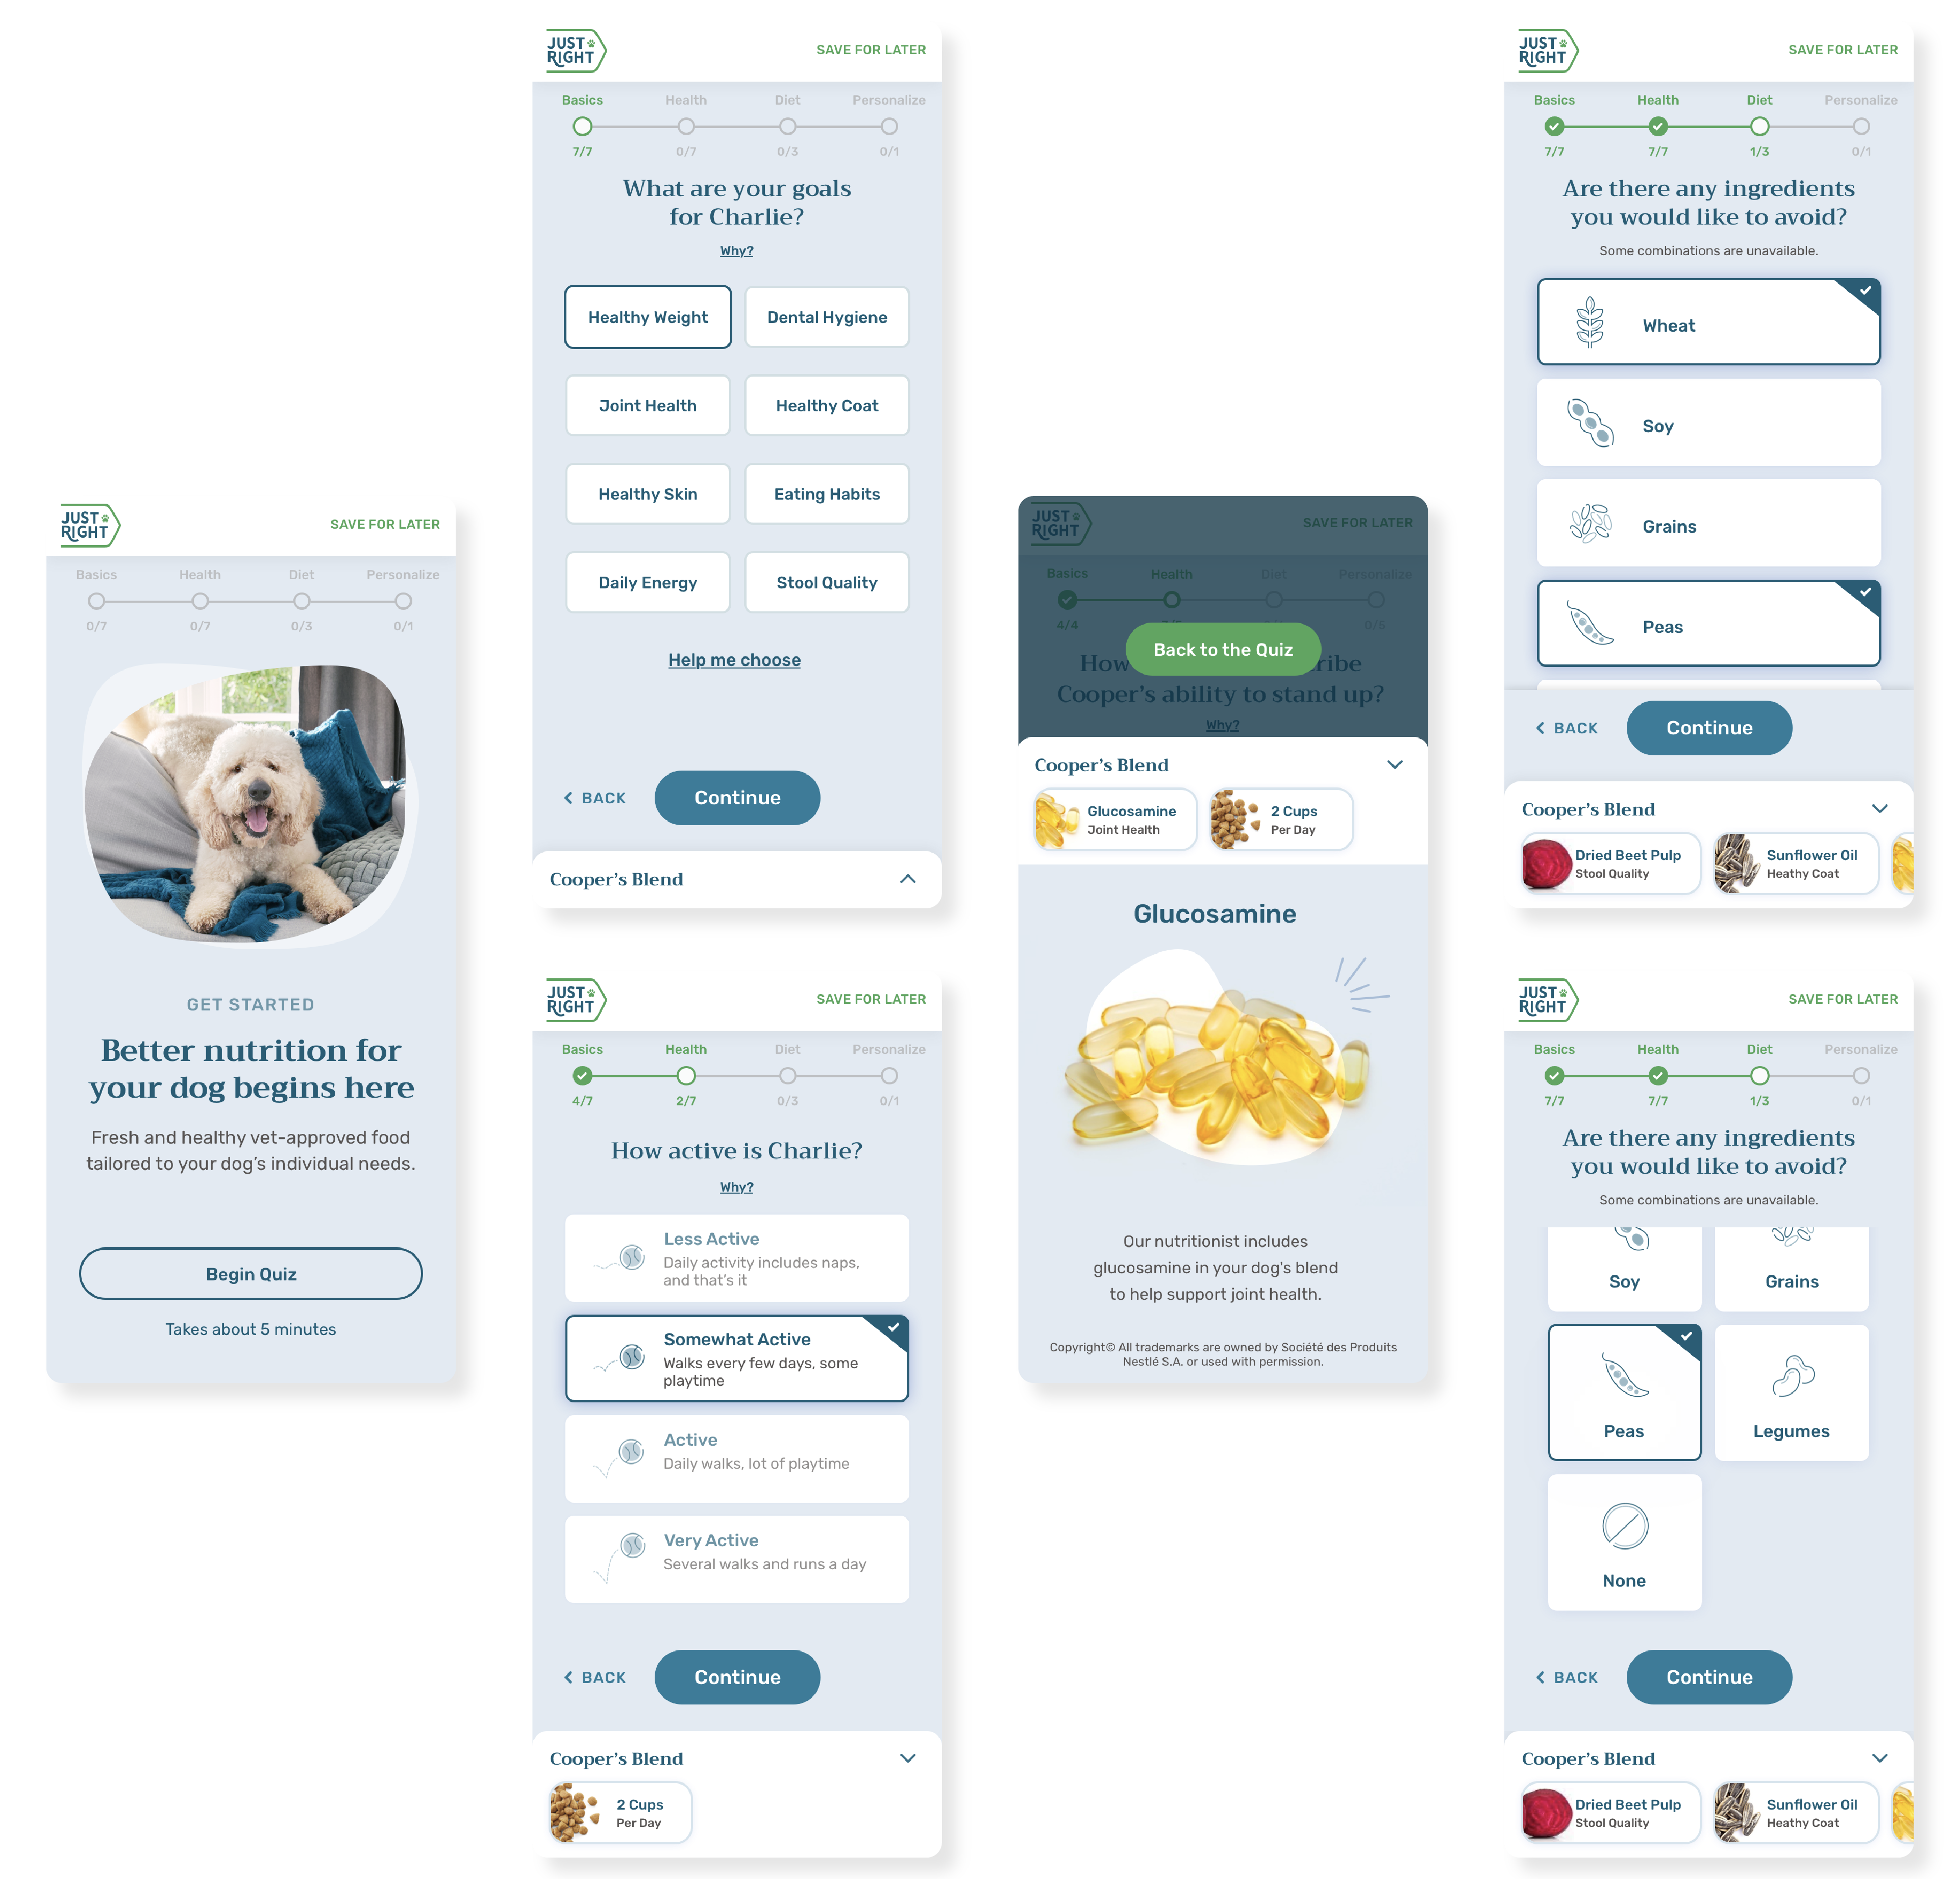 JUST
RIGHT
SAVE FOR LATER
Basics Health Diet Personalize
0/7 0/7 0/3 0/1
GET STARTED
Better nutrition for
your dog begins here
Fresh and healthy vet-approved food
tailored to your dog's individual needs.
Begin Quiz
Takes about 5 minutes
JUST
RIGHT
SAVE FOR LATER
Basics Health Diet Personalize
7/7 0/7 0/3 0/1
What are your goals
for Charlie?
Why?
Healthy Weight Dental Hygiene
Joint Health Healthy Coat
Healthy Skin Eating Habits
Daily Energy Stool Quality
Help me choose
BACK Continue
Cooper's Blend
JUST
RIGHT
SAVE FOR LATER
Basics Health Diet Personalize
4/7 2/7 0/3 0/1
How active is Charlie?
Why?
Less Active
Daily activity includes naps,
and that's it
Somewhat Active
Walks every few days, some
playtime
Active
Daily walks, lot of playtime
Very Active
Several walks and runs a day
BACK Continue
Cooper's Blend
2 Cups
Per Day
JUST
RIGHT
SAVE FOR LATER
Basics Health Diet Personalize
4/4 0/5
Back to the Quiz
How ribe
Cooper's ability to stand up?
Why?
Cooper's Blend
Glucosamine
Joint Health
2 Cups
Per Day
Glucosamine
Our nutritionist includes
glucosamine in your dog's blend
to help support joint health.
Copyright© All trademarks are owned by Société des Produits
Nestlé S.A. or used with permission.
JUST
RIGHT
SAVE FOR LATER
Basics Health Diet Personalize
7/7 7/7 1/3 0/1
Are there any ingredients
you would like to avoid?
Some combinations are unavailable.
Wheat
Soy
Grains
Peas
BACK Continue
Cooper's Blend
Dried Beet Pulp
Stool Quality
Sunflower Oil
Heathy Coat
JUST
RIGHT
SAVE FOR LATER
Basics Health Diet Personalize
7/7 7/7 1/3 0/1
Are there any ingredients
you would like to avoid?
Some combinations are unavailable.
Soy Grains
Peas Legumes
None
BACK Continue
Cooper's Blend
Dried Beet Pulp
Stool Quality
Sunflower Oil
Heathy Coat